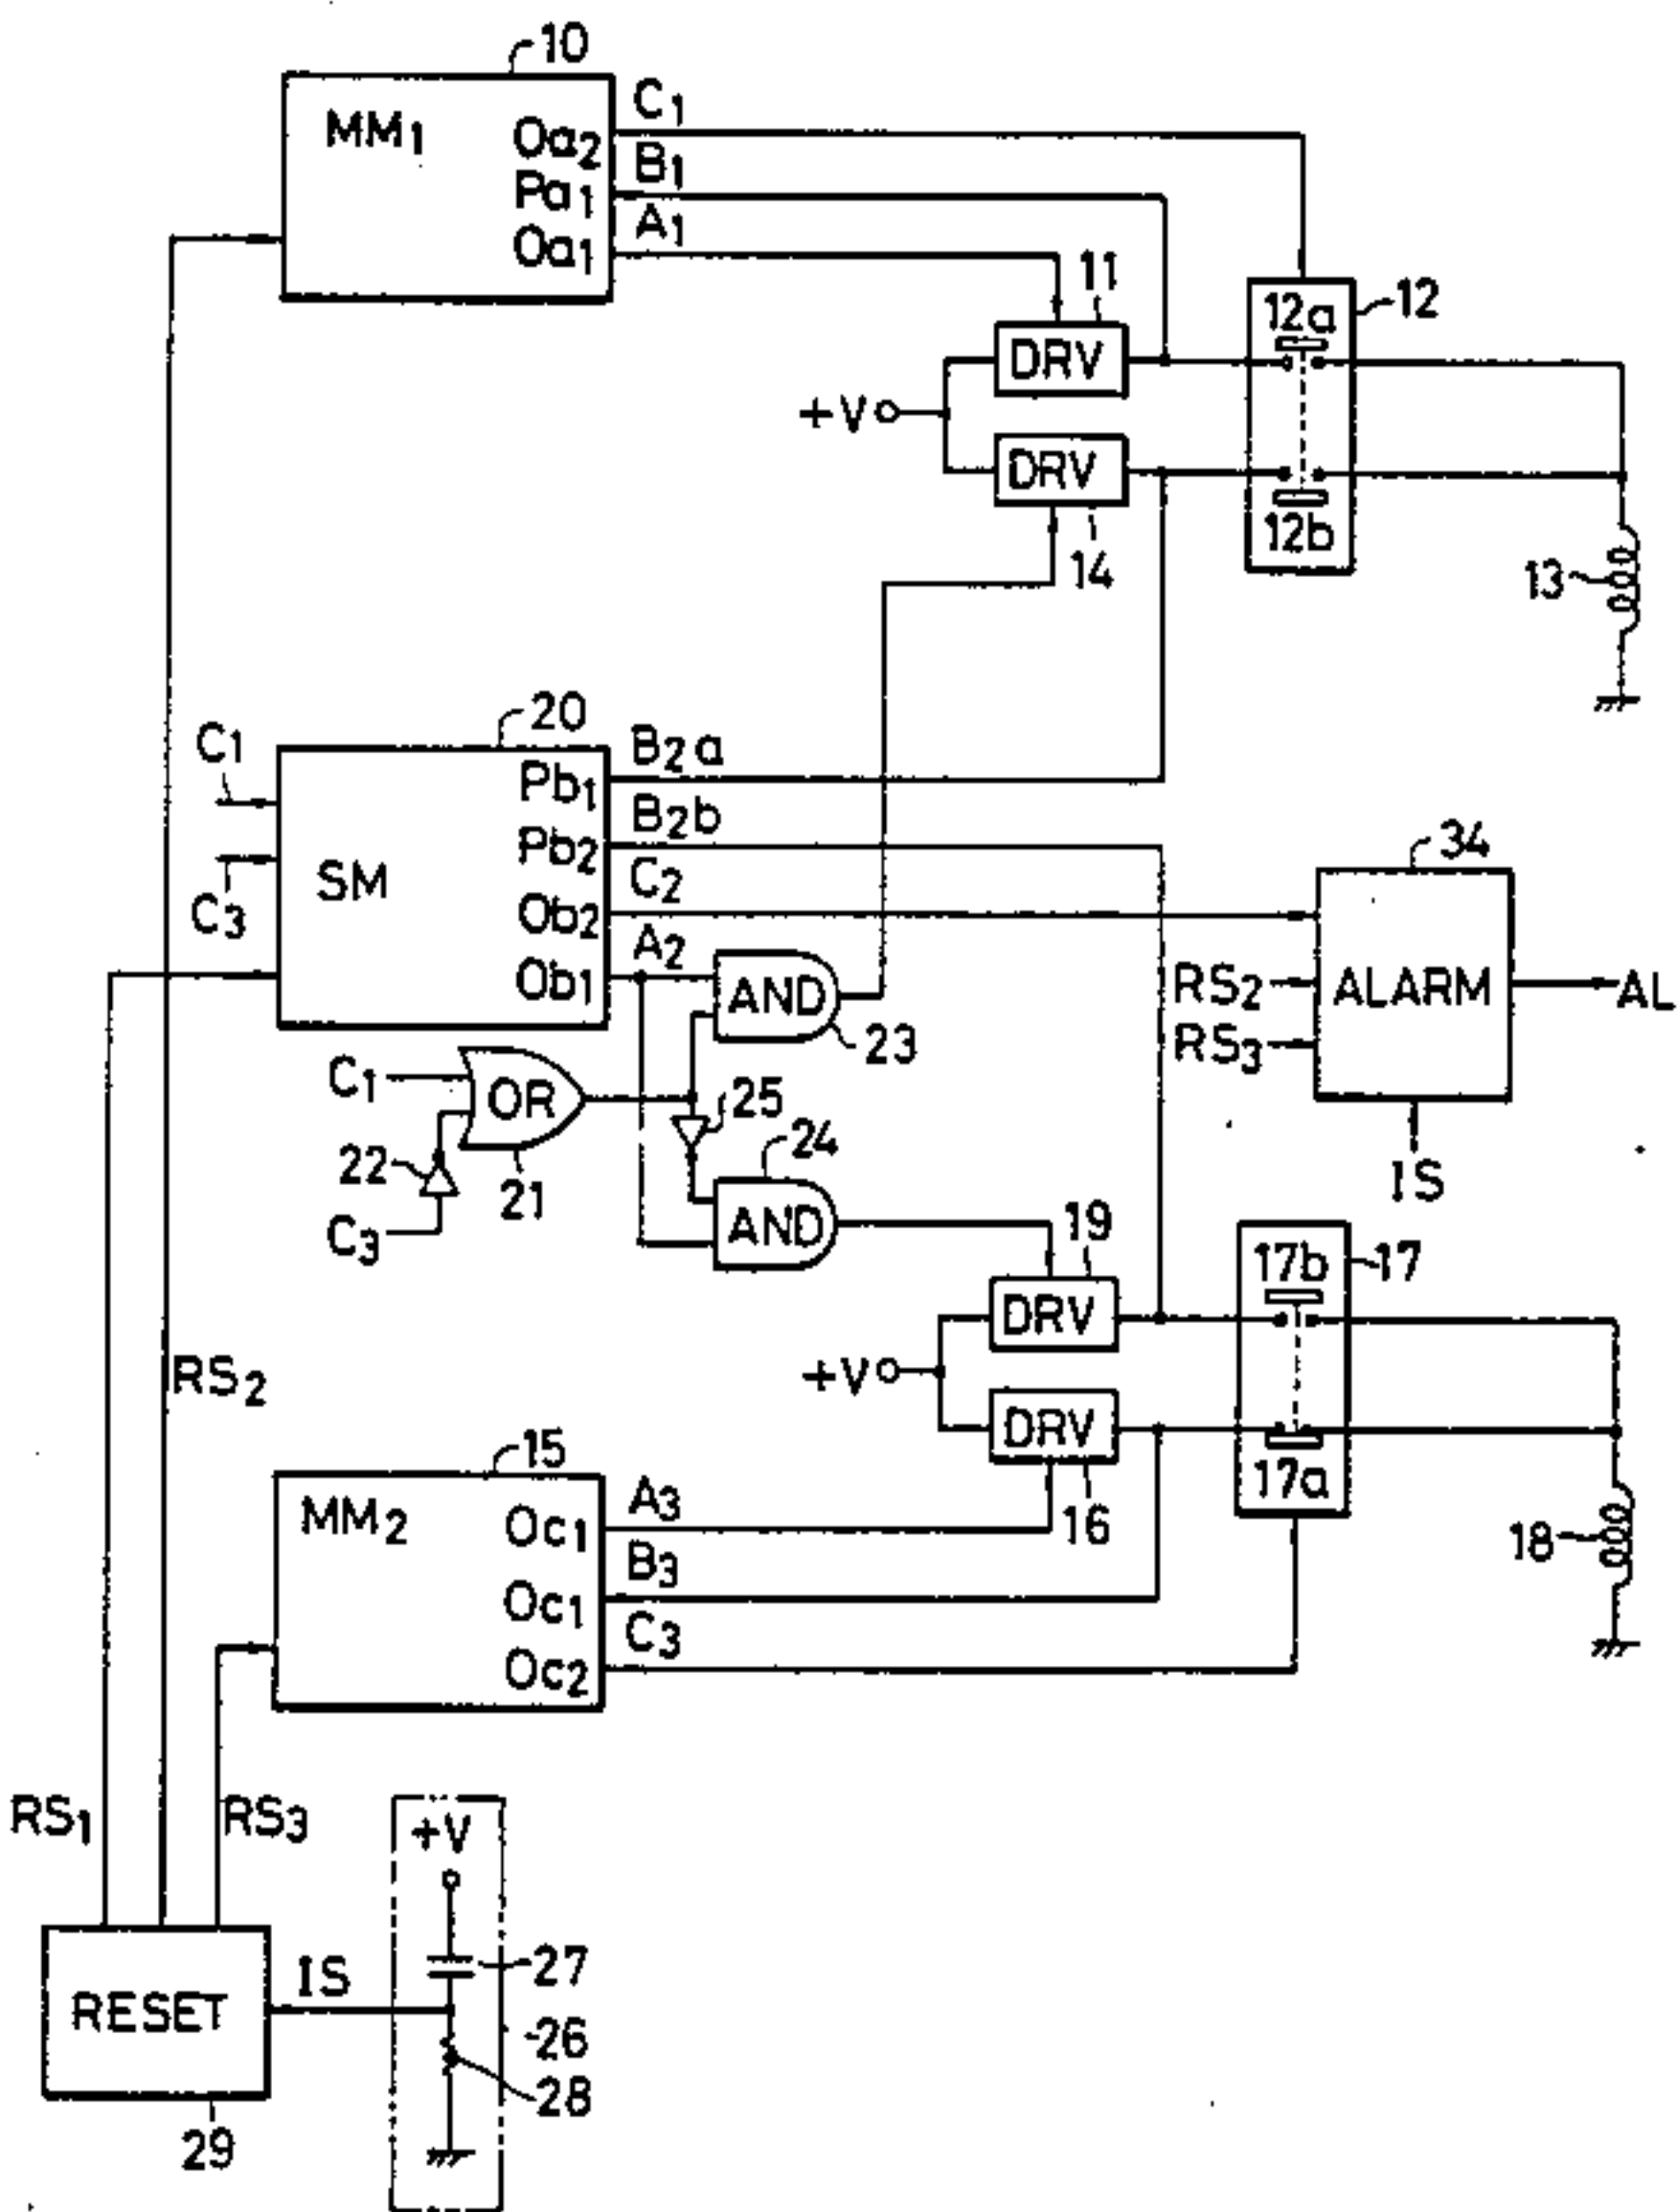 10
MM1
Oa2
C1
Pa1
B1
Oa1
A1
11
DRV
12a
12
+V
DRV
12b
14
13
20
C1
C3
SM
Pb1
B2a
Pb2
B2b
Ob2
C2
Ob1
A2
34
RS2
RS3
ALARM
AL
IS
AND
23
C1
OR
25
24
22
21
C3
AND
19
17b
17
DRV
+V
DRV
17a
16
18
RS2
15
MM2
Oc1
A3
Oc1
B3
Oc2
C3
RS1
RS3
+V
IS
27
RESET
26
28
29